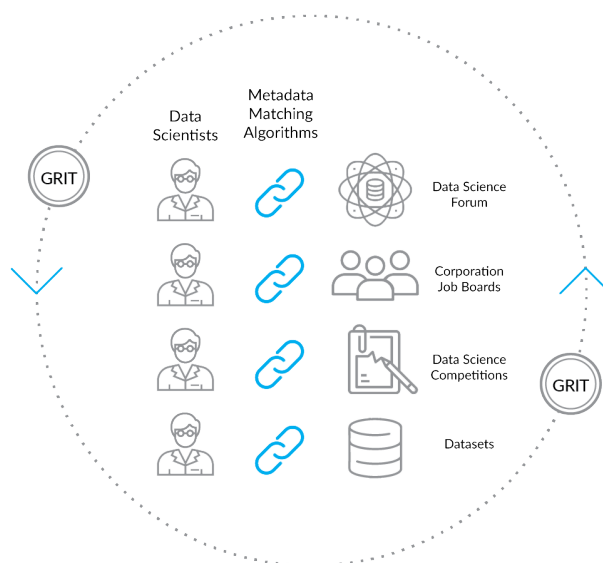 Data
Scientists
Metadata
Matching
Algorithms
GRIT
Data Science
Forum
Corporation
Job Boards
Data Science
Competitions
GRIT
Datasets